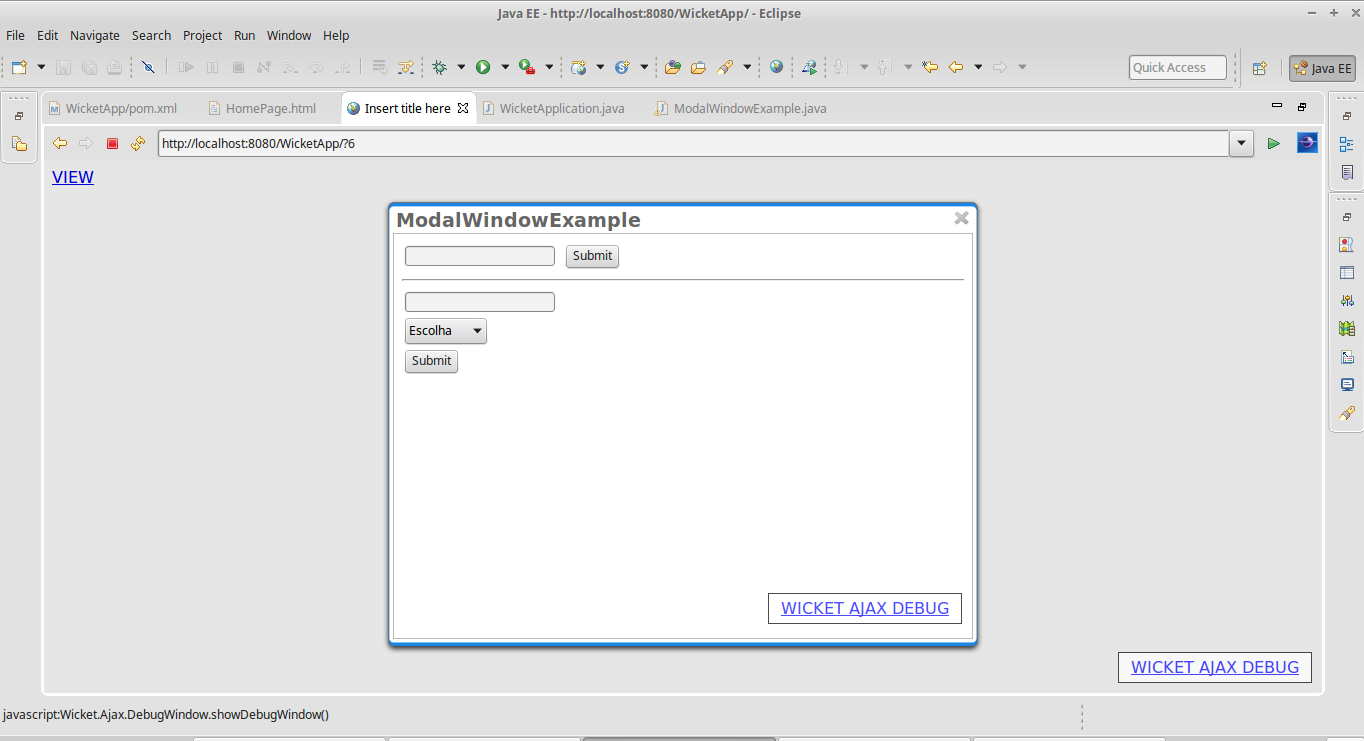 Java EE - http://localhost:8080/WicketApp/ - Eclipse
File Edit Navigate Search Project Run Window Help
Quick Access Java EE
WicketApp/pom.xml HomePage.html Insert title here WicketApplication.java ModalWindowExample.java
http://localhost:8080/WicketApp/?6
VIEW
ModalWindowExample
Submit
Escolha
Submit
WICKET AJAX DEBUG
WICKET AJAX DEBUG
javascript:Wicket.Ajax.DebugWindow.showDebugWindow()